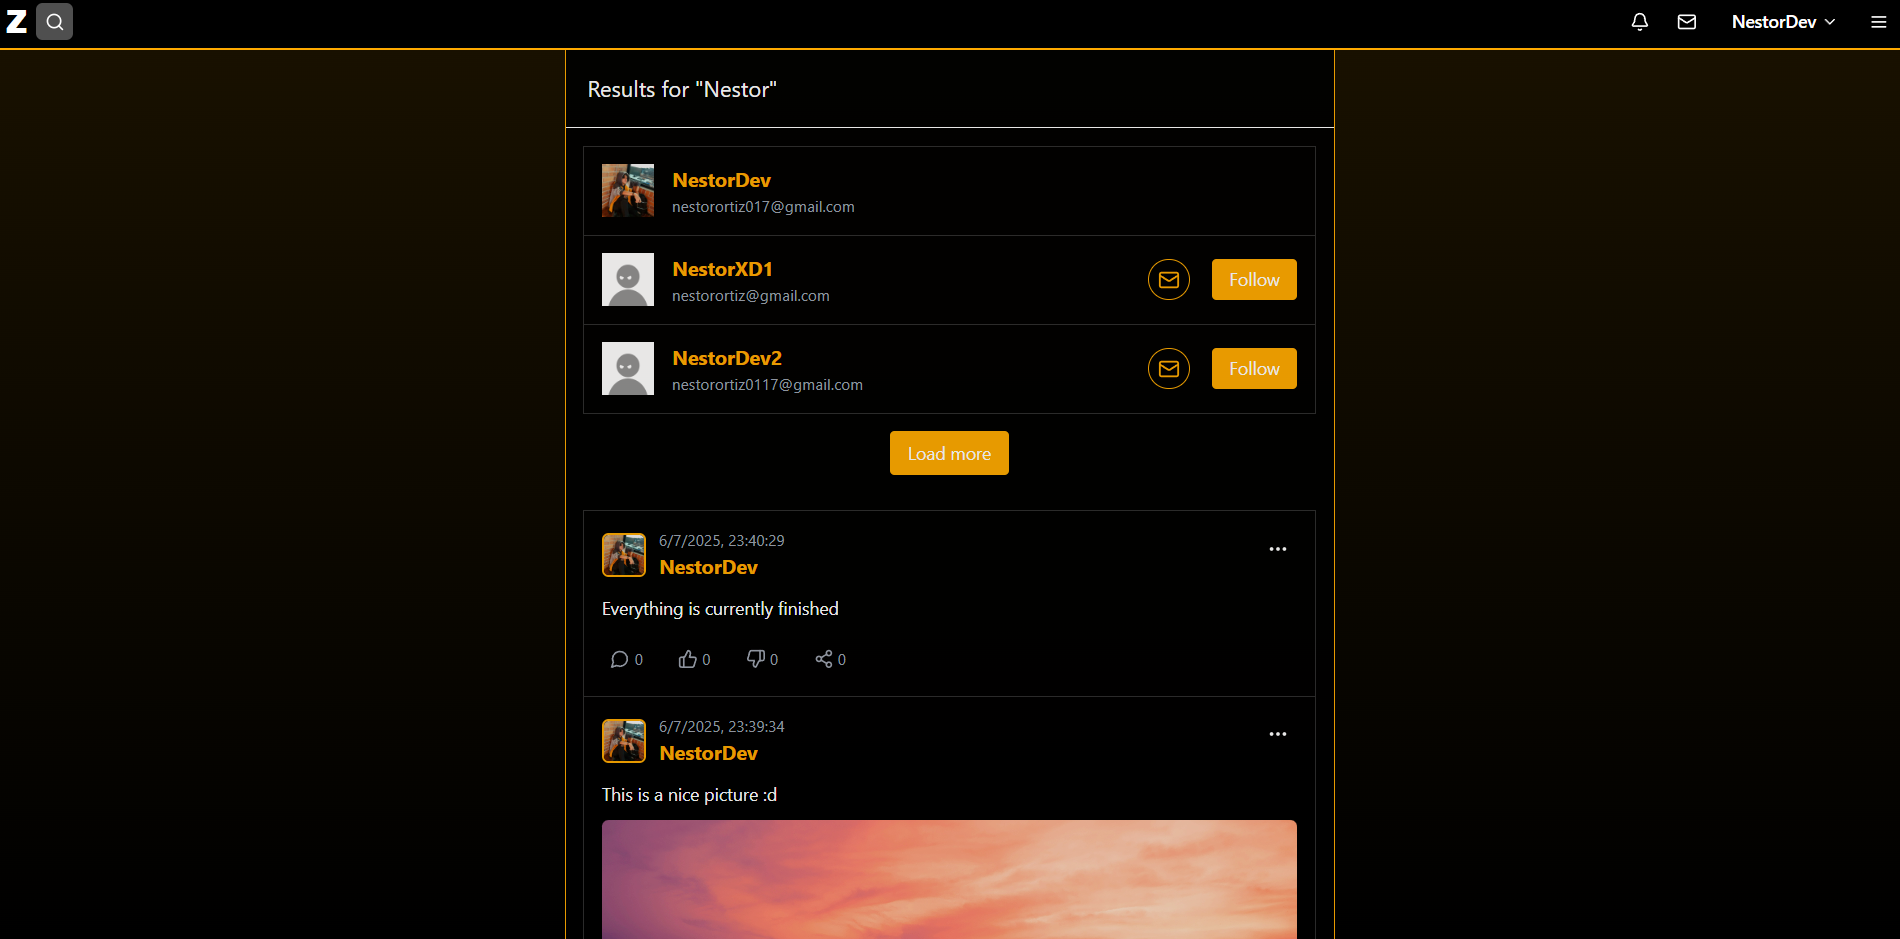 Z
NestorDev
Results for "Nestor"
NestorDev
nestorortiz017@gmail.com
NestorXD1
nestorortiz@gmail.com
Follow
NestorDev2
nestorortiz0117@gmail.com
Follow
Load more
6/7/2025, 23:40:29
NestorDev
Everything is currently finished
0 0 0 0
6/7/2025, 23:39:34
NestorDev
This is a nice picture :d